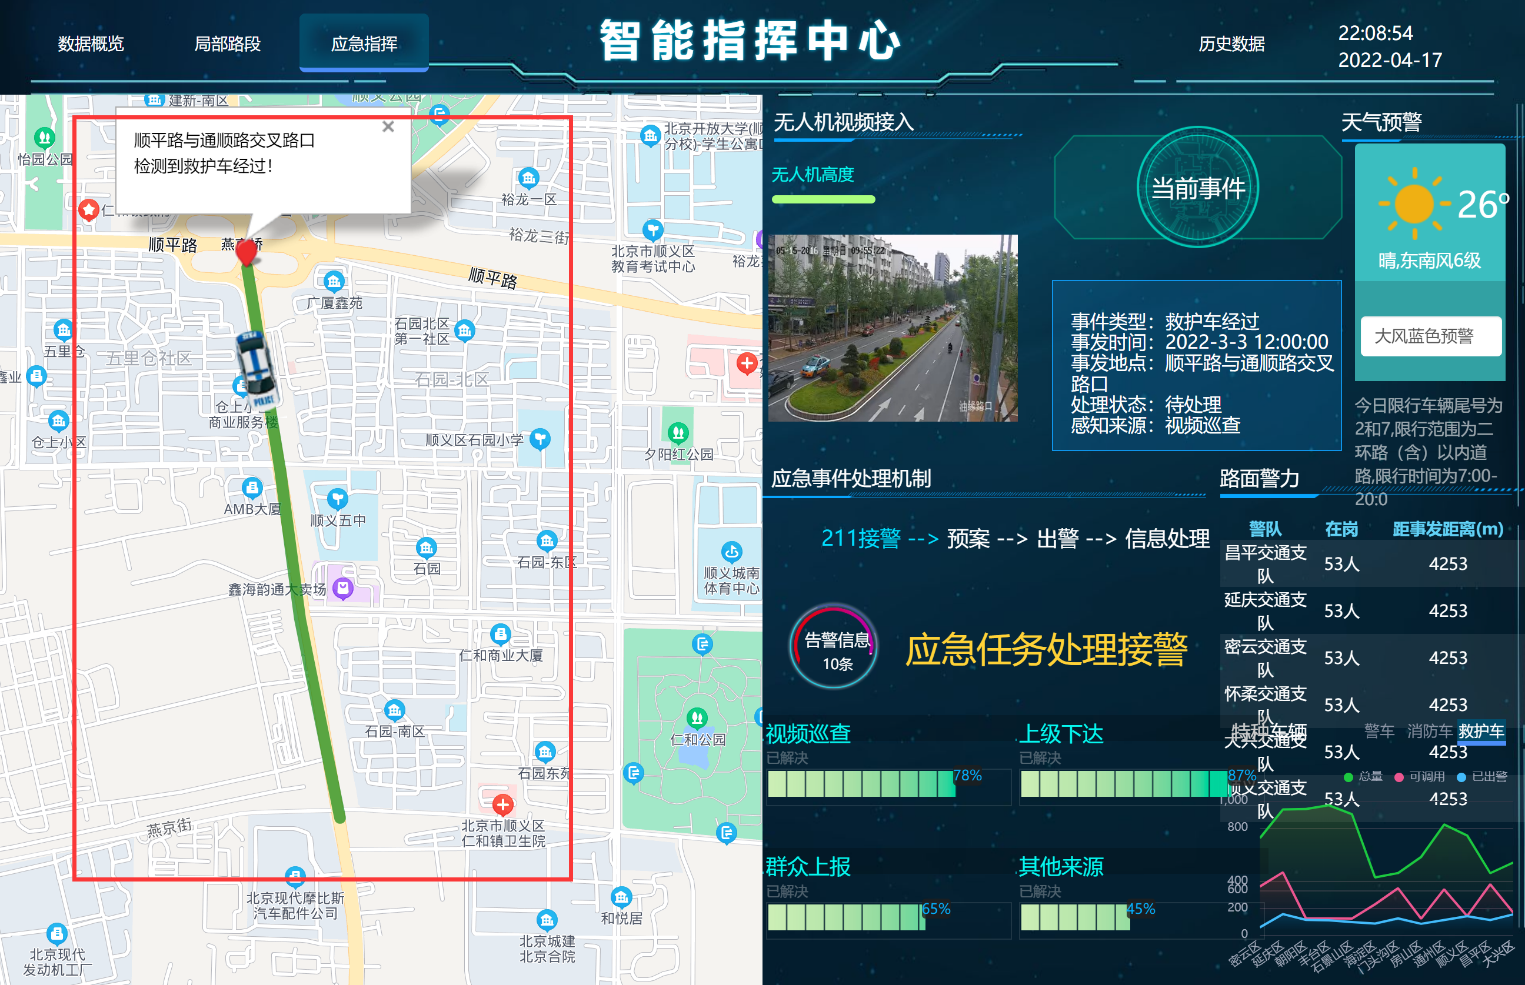 数据概览
局部路段
应急指挥
智能指挥中心
历史数据
22:08:54
2022-04-17
顺平路与通顺路交叉路口
检测到救护车经过！
×
建新-南区
顺义公园
怡园公园
北京开放大学(顺
分校)-学生公寓
裕龙一区
裕龙三街
北京市顺义区
教育考试中心
裕龙
顺平路
顺平路
广厦鑫苑
石园北区
第一社区
五里仓
五里仓社区
石园-北区
鑫业
仓上小区
商业服务楼
仓上小区
顺义区石园小学
夕阳红公园
AMB大厦
顺义五中
石园
石园-东区
顺义城南
体育中心
鑫海韵通大卖场
仁和商业大厦
石园-南区
仁和公园
石园东苑
燕京街
北京市顺义区
仁和镇卫生院
北京现代摩比斯
汽车配件公司
和悦居
北京城建
北京合院
北京现代
发动机工厂
无人机视频接入
无人机高度
05-15-2016 星期日 09:55:22
油缘路口
当前事件
事件类型：救护车经过
事发时间：2022-3-3 12:00:00
事发地点：顺平路与通顺路交叉
路口
处理状态：待处理
感知来源：视频巡查
天气预警
26°
晴,东南风6级
大风蓝色预警
今日限行车辆尾号为
2和7,限行范围为二
环路（含）以内道
路,限行时间为7:00-
20:0
应急事件处理机制
211接警 --> 预案 --> 出警 --> 信息处理
告警信息
10条
应急任务处理接警
视频巡查
已解决
78%
上级下达
已解决
87%
群众上报
已解决
65%
其他来源
已解决
45%
路面警力
警队 在岗 距事发距离(m)
昌平交通支队 53人 4253
延庆交通支队 53人 4253
密云交通支队 53人 4253
怀柔交通支队 53人 4253
大兴交通支队 53人 4253
顺义交通支队 53人 4253
特种车辆
警车 消防车 救护车
总量 可调用 已出警
1,000
800
600
400
200
0
密云区
延庆区
朝阳区
丰台区
石景山区
海淀区
门头沟区
房山区
通州区
顺义区
昌平区
大兴区